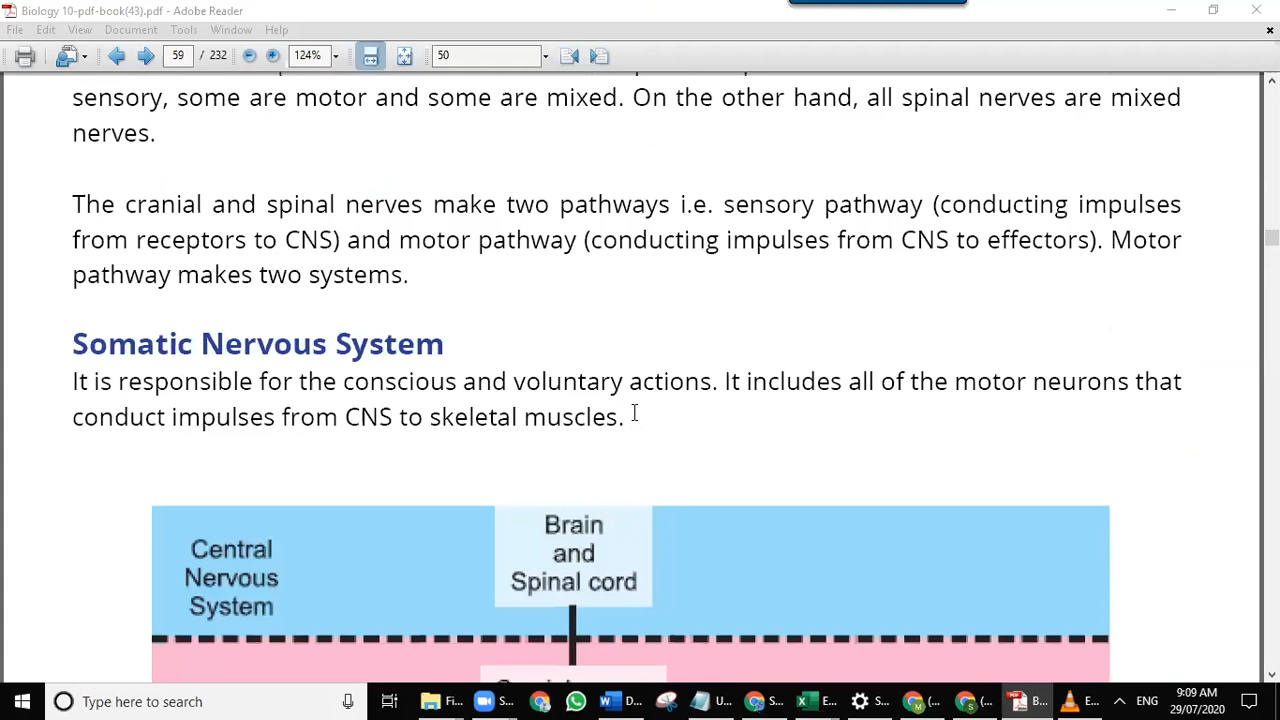 Biology 10-pdf-book(43).pdf - Adobe Reader
File Edit View Document Tools Window Help
59 / 232 124% 50
sensory, some are motor and some are mixed. On the other hand, all spinal nerves are mixed
nerves.
The cranial and spinal nerves make two pathways i.e. sensory pathway (conducting impulses
from receptors to CNS) and motor pathway (conducting impulses from CNS to effectors). Motor
pathway makes two systems.
Somatic Nervous System
It is responsible for the conscious and voluntary actions. It includes all of the motor neurons that
conduct impulses from CNS to skeletal muscles.
Central
Nervous
System
Brain
and
Spinal cord
Type here to search
Fi... S... D... U... S... E... S... (... (... B... E...
ENG
9:09 AM
29/07/2020